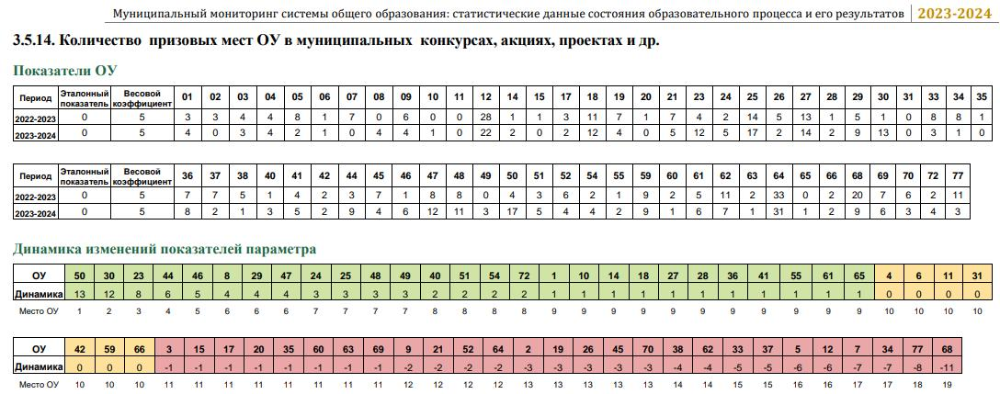 Муниципальный мониторинг системы общего образования: статистические данные состояния образовательного процесса и его результатов 2023-2024
3.5.14. Количество призовых мест ОУ в муниципальных конкурсах, акциях, проектах и др.
Показатели ОУ
Период Эталонный показатель Весовой коэффициент 01 02 03 04 05 06 07 08 09 10 11 12 14 15 17 18 19 20 21 23 24 25 26 27 28 29 30 31 33 34 35
2022-2023 0 5 3 3 4 4 8 1 7 0 6 0 0 28 1 1 3 11 7 1 7 4 2 14 5 13 1 5 1 0 8 8 1
2023-2024 0 5 4 0 3 4 2 1 0 4 4 1 0 22 2 0 2 12 4 0 5 12 5 17 2 14 2 9 13 0 3 1 0
Период Эталонный показатель Весовой коэффициент 36 37 38 40 41 42 44 45 46 47 48 49 50 51 52 54 55 59 60 61 62 63 64 65 66 68 69 70 72 77
2022-2023 0 5 7 7 5 1 4 2 3 7 1 8 8 0 4 3 6 2 1 9 2 5 11 2 33 0 2 20 7 6 2 11
2023-2024 0 5 8 2 1 3 5 2 9 4 6 12 11 3 17 5 4 4 2 9 1 6 7 1 31 1 2 9 6 3 4 3
Динамика изменений показателей параметра
ОУ 50 30 23 44 46 8 29 47 24 25 48 49 40 51 54 72 1 10 14 18 27 28 36 41 55 61 65 4 6 11 31
Динамика 13 12 8 6 5 4 4 4 3 3 3 3 2 2 2 2 1 1 1 1 1 1 1 1 1 1 1 0 0 0 0
Место ОУ 1 2 3 4 5 6 6 6 7 7 7 7 8 8 8 8 9 9 9 9 9 9 9 9 9 9 9 10 10 10 10
ОУ 42 59 66 3 15 17 20 35 60 63 69 9 21 52 64 2 19 26 45 70 38 62 33 37 5 12 7 34 77 68
Динамика 0 0 0 -1 -1 -1 -1 -1 -1 -1 -1 -2 -2 -2 -2 -3 -3 -3 -3 -3 -4 -4 -5 -5 -6 -6 -7 -7 -8 -11
Место ОУ 10 10 10 11 11 11 11 11 11 11 11 12 12 12 12 13 13 13 13 13 14 14 15 15 16 16 17 17 18 19